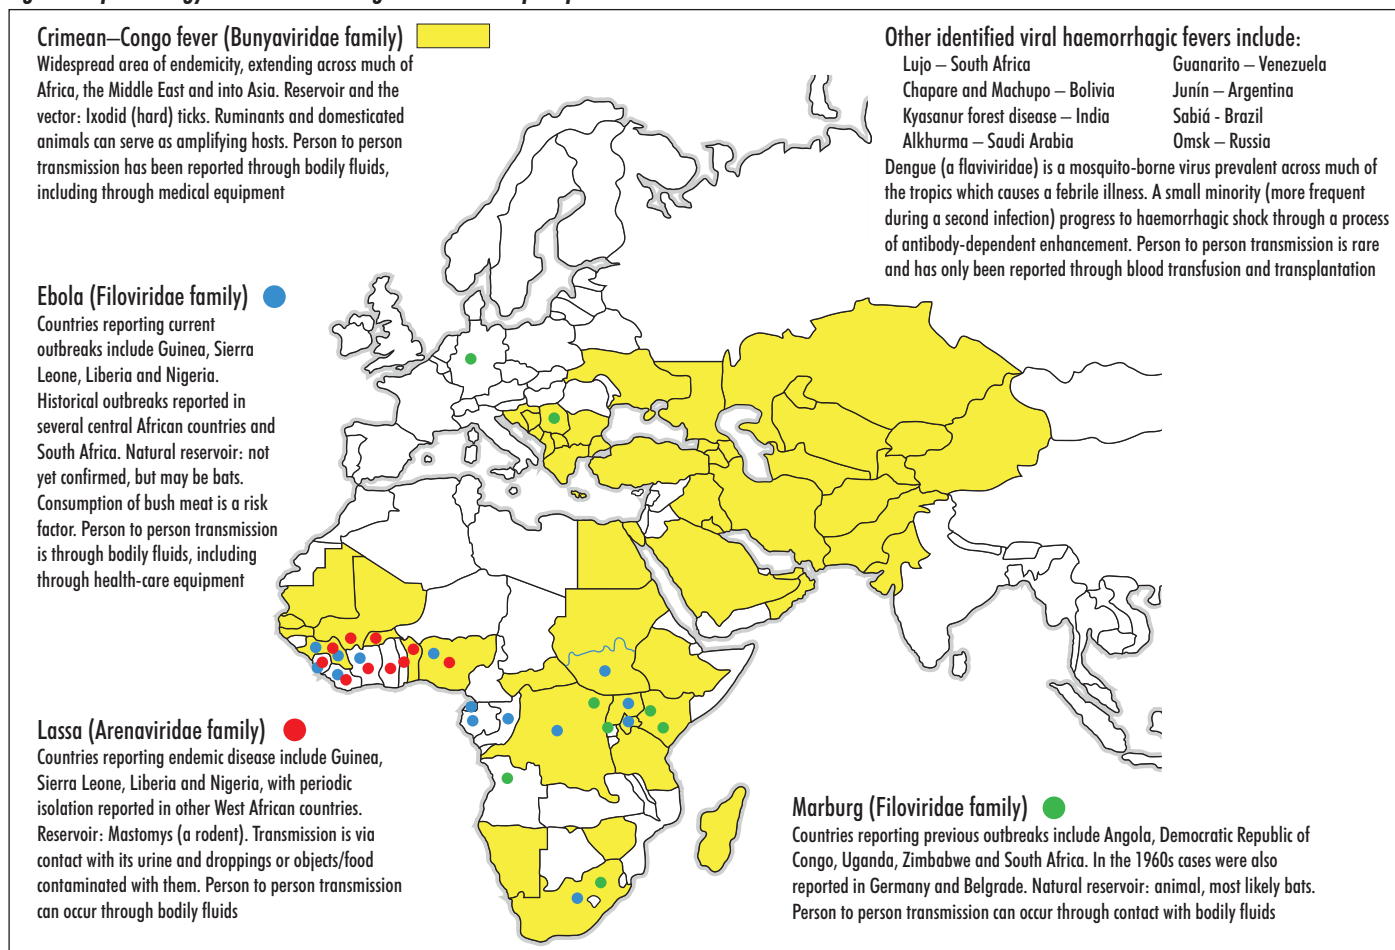 Crimean–Congo fever (Bunyaviridae family)
Widespread area of endemicity, extending across much of
Africa, the Middle East and into Asia. Reservoir and the
vector: Ixodid (hard) ticks. Ruminants and domesticated
animals can serve as amplifying hosts. Person to person
transmission has been reported through bodily fluids,
including through medical equipment
Other identified viral haemorrhagic fevers include:
Lujo – South Africa
Chapare and Machupo – Bolivia
Kyasanur forest disease – India
Alkhurma – Saudi Arabia
Guanarito – Venezuela
Junín – Argentina
Sabiá - Brazil
Omsk – Russia
Dengue (a flaviviridae) is a mosquito-borne virus prevalent across much of
the tropics which causes a febrile illness. A small minority (more frequent
during a second infection) progress to haemorrhagic shock through a process
of antibody-dependent enhancement. Person to person transmission is rare
and has only been reported through blood transfusion and transplantation
Ebola (Filoviridae family)
Countries reporting current
outbreaks include Guinea, Sierra
Leone, Liberia and Nigeria.
Historical outbreaks reported in
several central African countries and
South Africa. Natural reservoir: not
yet confirmed, but may be bats.
Consumption of bush meat is a risk
factor. Person to person transmission
is through bodily fluids, including
through health-care equipment
Lassa (Arenaviridae family)
Countries reporting endemic disease include Guinea,
Sierra Leone, Liberia and Nigeria, with periodic
isolation reported in other West African countries.
Reservoir: Mastomys (a rodent). Transmission is via
contact with its urine and droppings or objects/food
contaminated with them. Person to person transmission
can occur through bodily fluids
Marburg (Filoviridae family)
Countries reporting previous outbreaks include Angola, Democratic Republic of
Congo, Uganda, Zimbabwe and South Africa. In the 1960s cases were also
reported in Germany and Belgrade. Natural reservoir: animal, most likely bats.
Person to person transmission can occur through contact with bodily fluids